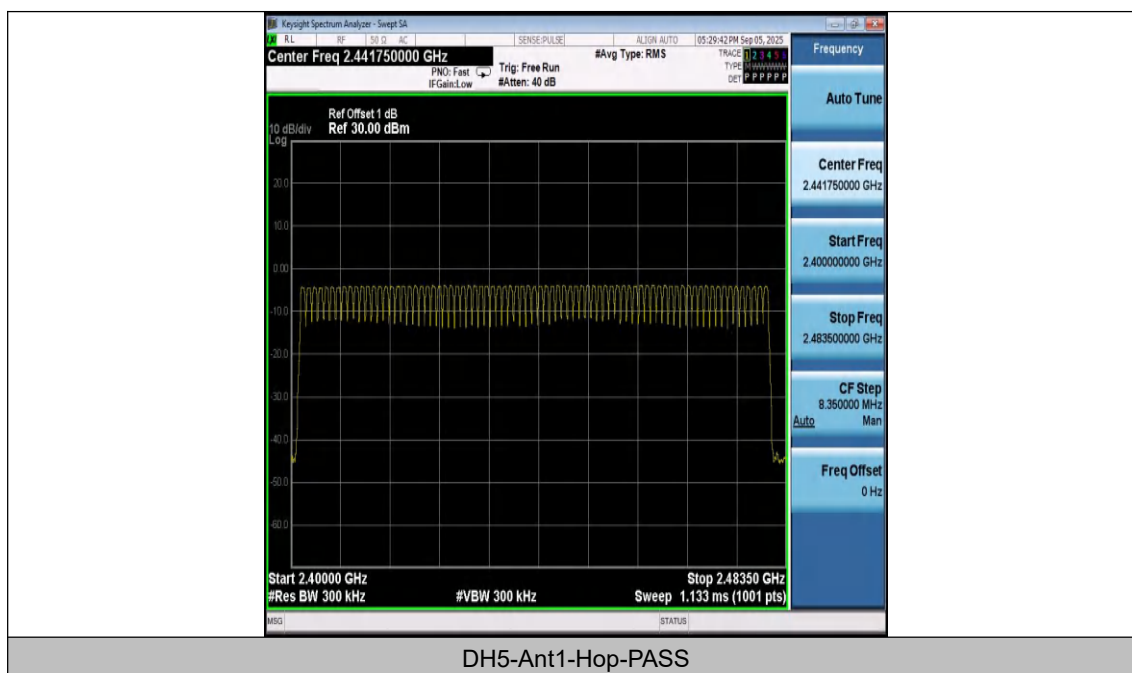 Keysight Spectrum Analyzer - Swept SA
RL RF 50 Ω AC SENSE:PULSE ALIGN AUTO 05:29:42 PM Sep 05, 2025
Center Freq 2.441750000 GHz #Avg Type: RMS TRACE 1 2 3 4 5 6
PNO: Fast Trig: Free Run TYPE M WWWWW
IFGain:Low #Atten: 40 dB DET P P P P P P
Ref Offset 1 dB
10 dB/div Ref 30.00 dBm
Log
20.0
10.0
0.00
-10.0
-20.0
-30.0
-40.0
-50.0
-60.0
Start 2.40000 GHz Stop 2.48350 GHz
#Res BW 300 kHz #VBW 300 kHz Sweep 1.133 ms (1001 pts)
MSG STATUS
Frequency
Auto Tune
Center Freq
2.441750000 GHz
Start Freq
2.400000000 GHz
Stop Freq
2.483500000 GHz
CF Step
8.350000 MHz
Auto Man
Freq Offset
0 Hz
DH5-Ant1-Hop-PASS